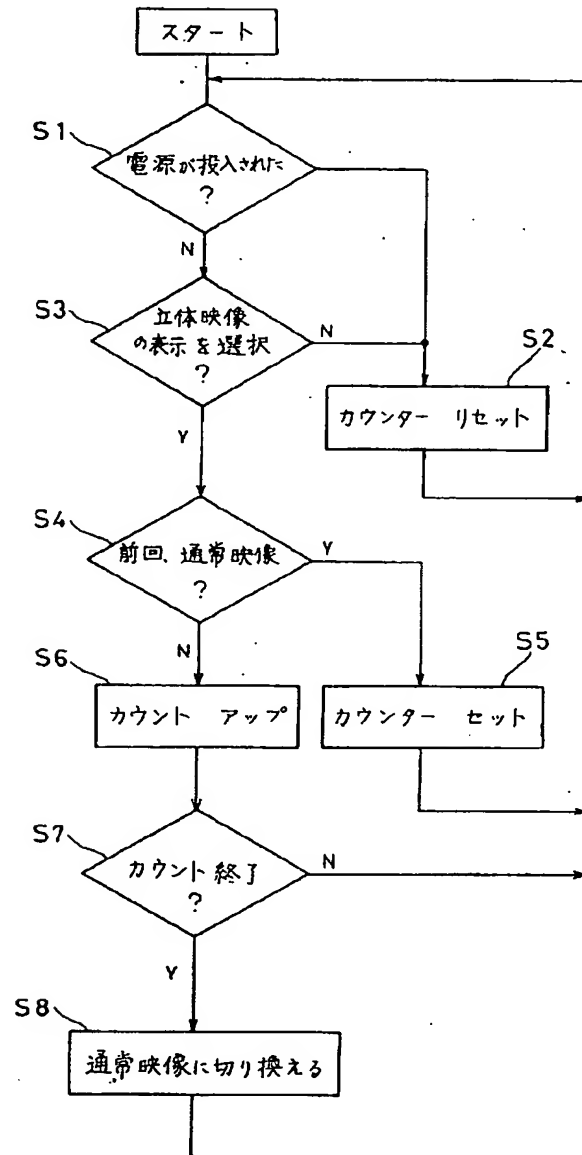 スタート
S1
電源が投入された
?
N
S3
立体映像
の表示を選択
?
N
S2
カウンター リセット
Y
S4
前回、通常映像
?
Y
N
S6
カウント アップ
S5
カウンター セット
S7
カウント終了
?
N
Y
S8
通常映像に切り換える